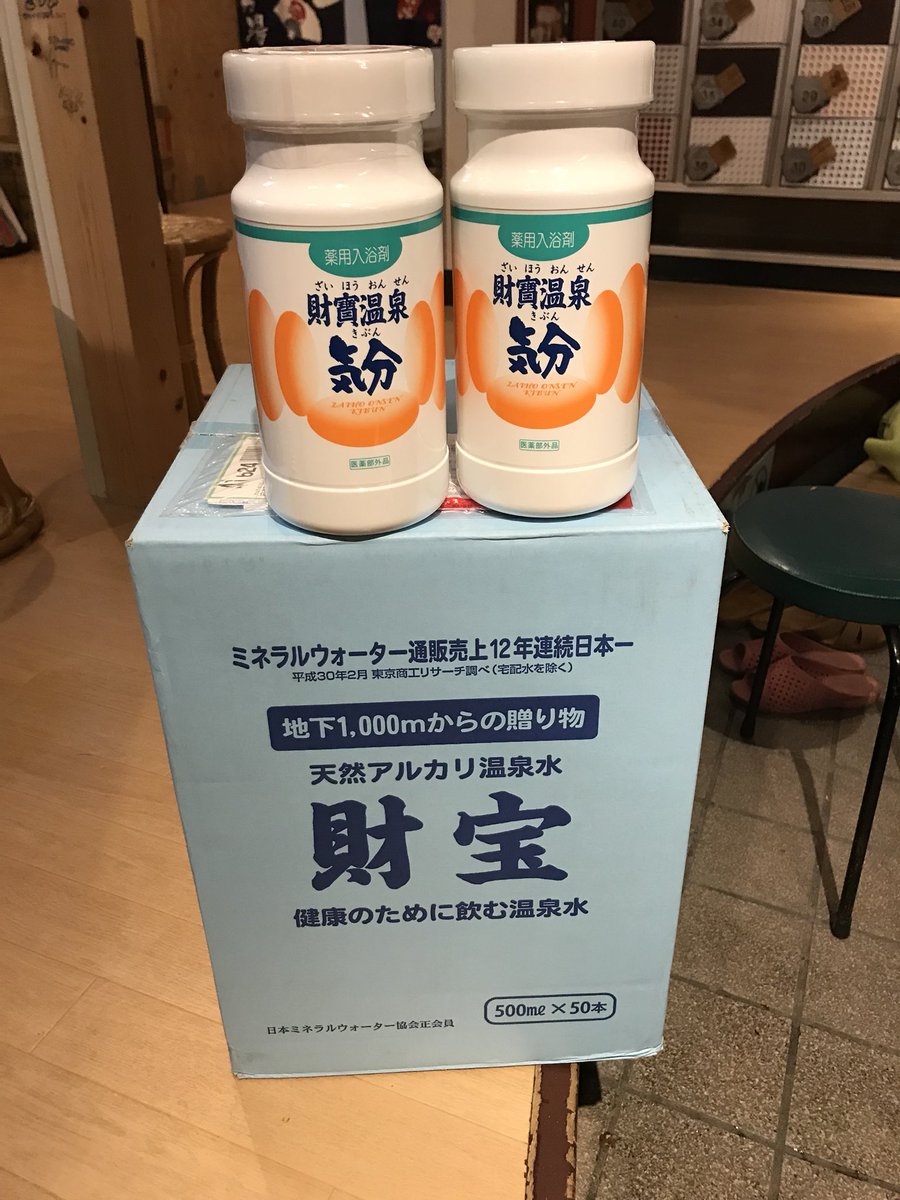 薬用入浴剤
ざい ほう おん せん
財寶温泉
きぶん
気分
ZAIHO ONSEN
KIBUN
医薬部外品
薬用入浴剤
ざい ほう おん せん
財寶温泉
きぶん
気分
ZAIHO ONSEN
KIBUN
医薬部外品
ミネラルウォーター通販売上12年連続日本一
平成30年2月 東京商工リサーチ調べ(宅配水を除く)
地下1,000mからの贈り物
天然アルカリ温泉水
財宝
健康のために飲む温泉水
500㎖×50本
日本ミネラルウォーター協会正会員